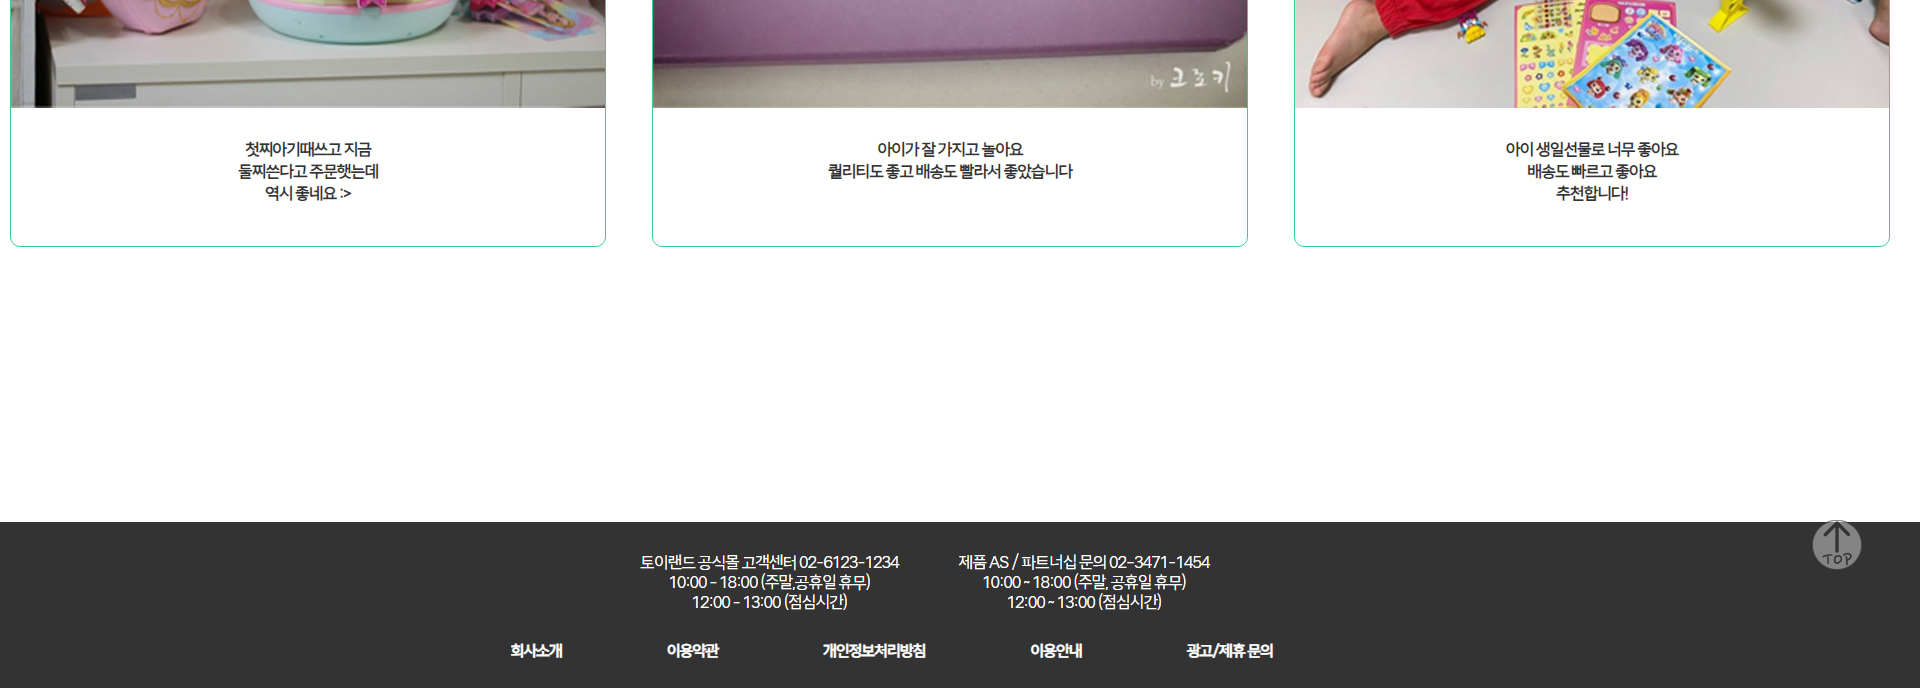 by 크로키
첫찌아기때쓰고 지금
둘찌쓴다고 주문햇는데
역시 좋네요 :>
아이가 잘 가지고 놀아요
퀄리티도 좋고 배송도 빨라서 좋았습니다
아이 생일선물로 너무 좋아요
배송도 빠르고 좋아요
추천합니다!
TOP
토이랜드 공식몰 고객센터 02-6123-1234
10:00 - 18:00 (주말,공휴일 휴무)
12:00 - 13:00 (점심시간)
제품 AS / 파트너십 문의 02-3471-1454
10:00 ~ 18:00 (주말, 공휴일 휴무)
12:00 ~ 13:00 (점심시간)
회사소개
이용약관
개인정보처리방침
이용안내
광고/제휴 문의